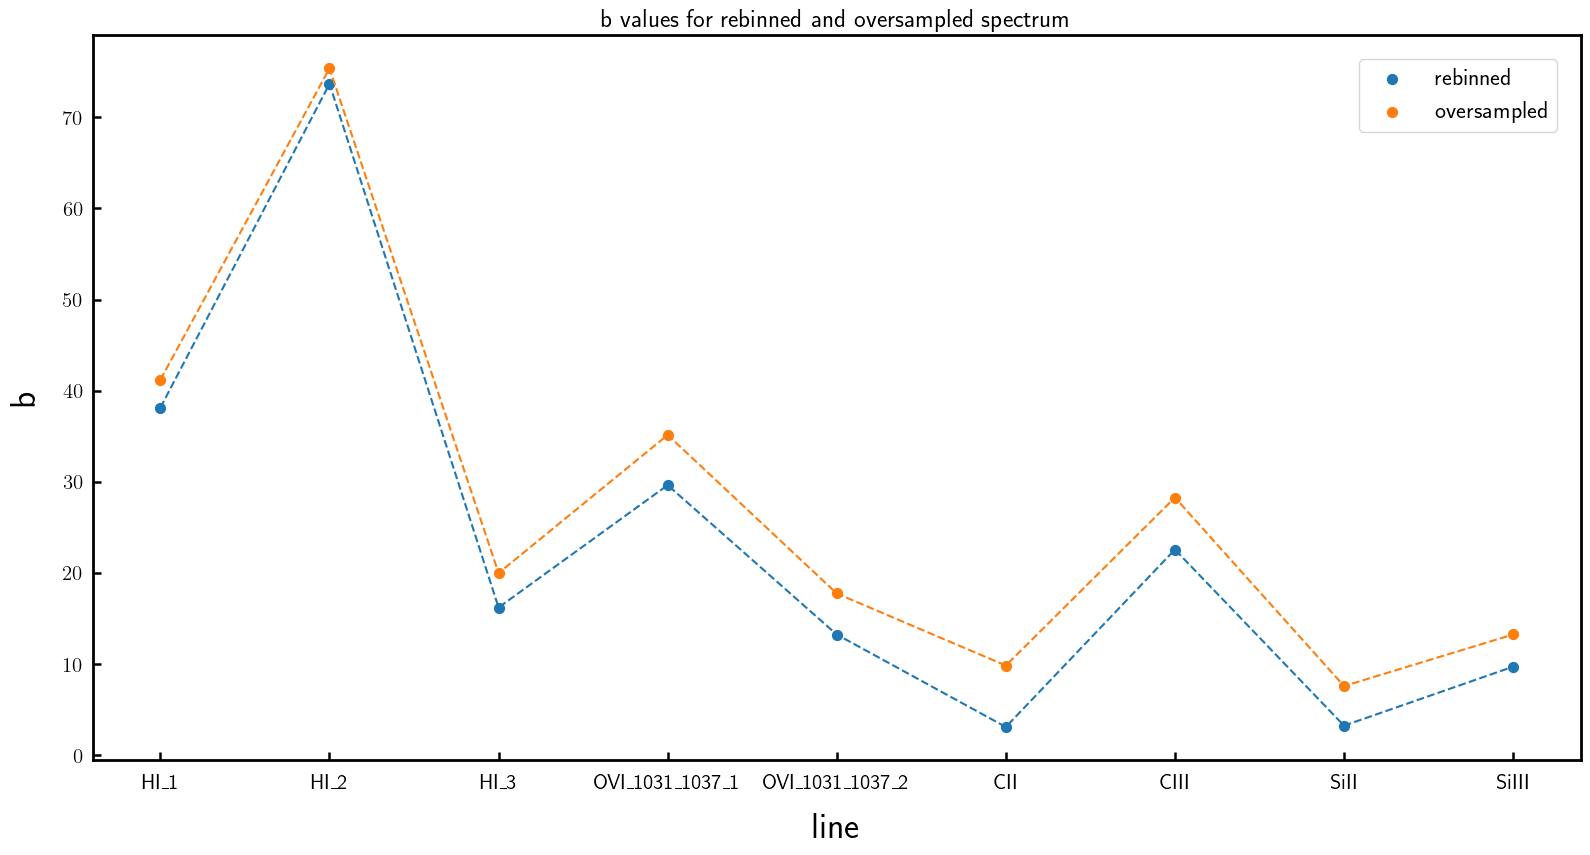 b values for rebinned and oversampled spectrum
rebinned
oversampled
70
60
50
40
30
20
10
0
b
HI_1 HI_2 HI_3 OVI_1031_1037_1 OVI_1031_1037_2 CII CIII SiII SiIII
line